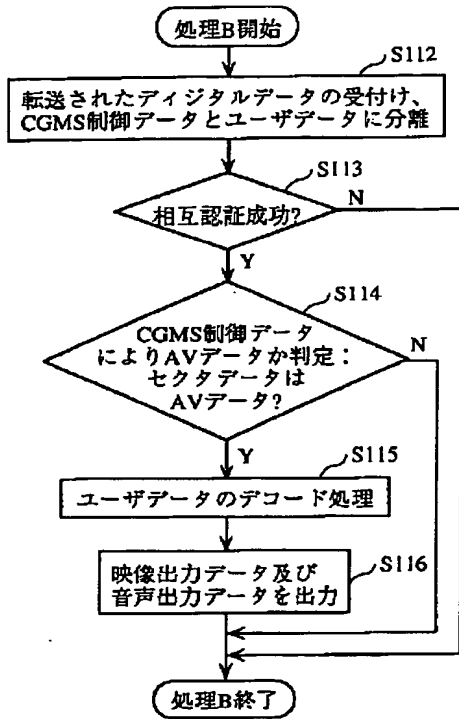 処理B開始
S112
転送されたディジタルデータの受付け、
CGMS制御データとユーザデータに分離
S113
相互認証成功?
N
Y
S114
CGMS制御データ
によりAVデータか判定：
セクタデータは
AVデータ?
N
Y
S115
ユーザデータのデコード処理
S116
映像出力データ及び
音声出力データを出力
処理B終了